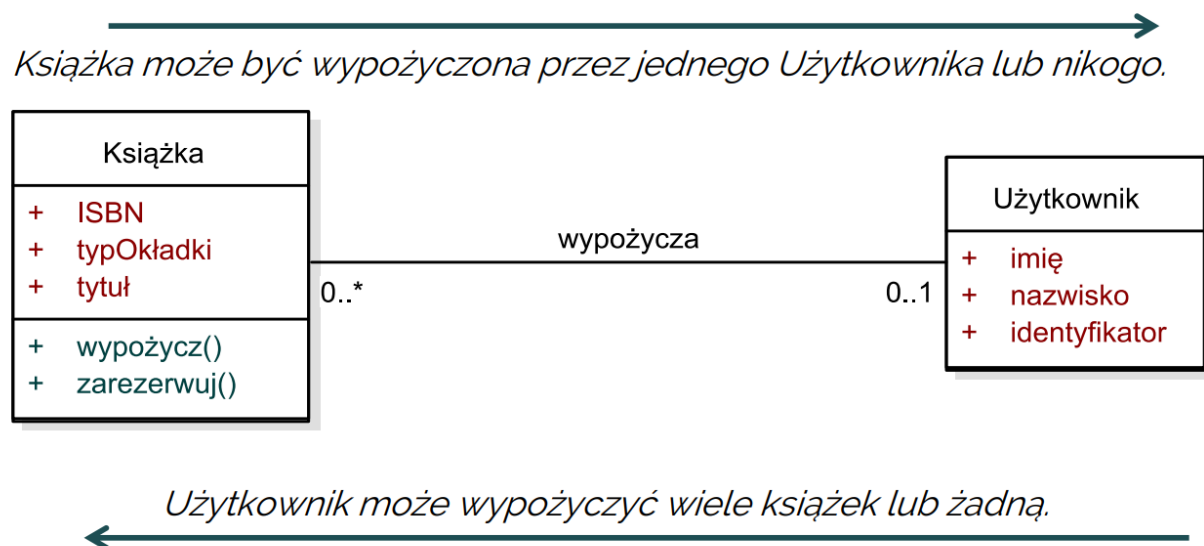 Książka może być wypożyczona przez jednego Użytkownika lub nikogo.
Książka
+ ISBN
+ typOkładki
+ tytuł
+ wypożycz()
+ zarezerwuj()
wypożycza
0..*
0..1
Użytkownik
+ imię
+ nazwisko
+ identyfikator
Użytkownik może wypożyczyć wiele książek lub żadną.